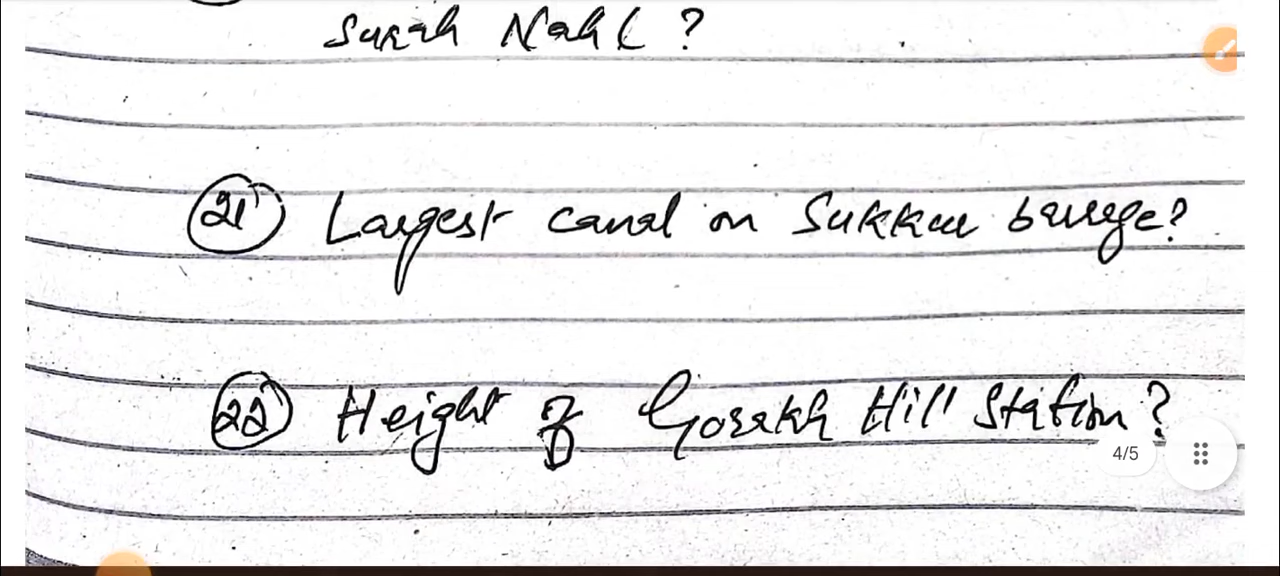 Surah Nahl ?
21 Largest canal on Sukkur barrage?
22 Height of Gorakh Hill Station?
4/5